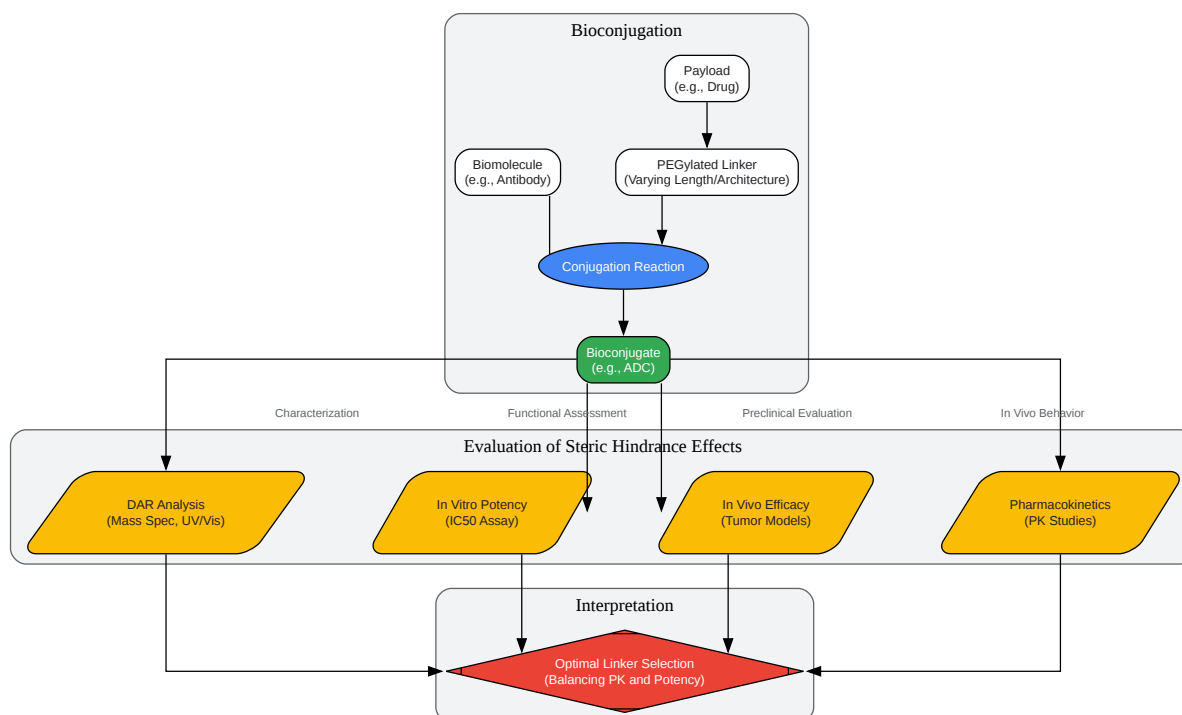 Bioconjugation
Payload
(e.g., Drug)
Biomolecule
(e.g., Antibody)
PEGylated Linker
(Varying Length/Architecture)
Conjugation Reaction
Bioconjugate
(e.g., ADC)
Characterization
Functional Assessment
Preclinical Evaluation
In Vivo Behavior
Evaluation of Steric Hindrance Effects
DAR Analysis
(Mass Spec, UV/Vis)
In Vitro Potency
(IC50 Assay)
In Vivo Efficacy
(Tumor Models)
Pharmacokinetics
(PK Studies)
Interpretation
Optimal Linker Selection
(Balancing PK and Potency)